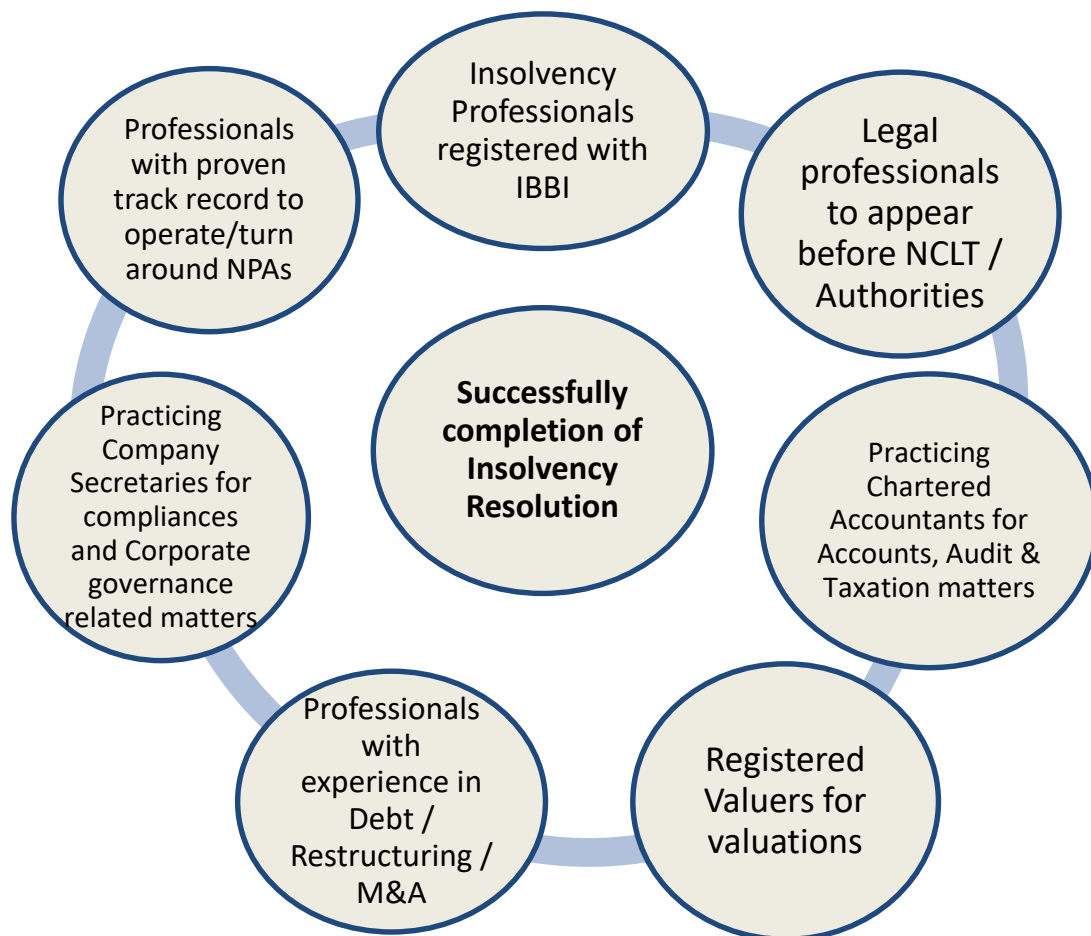 Insolvency
Professionals
registered with
IBBI
Legal
professionals
to appear
before NCLT /
Authorities
Practicing
Chartered
Accountants for
Accounts, Audit &
Taxation matters
Registered
Valuers for
valuations
Professionals
with
experience in
Debt /
Restructuring /
M&A
Practicing
Company
Secretaries for
compliances
and Corporate
governance
related matters
Professionals
with proven
track record to
operate/turn
around NPAs
Successfully
completion of
Insolvency
Resolution